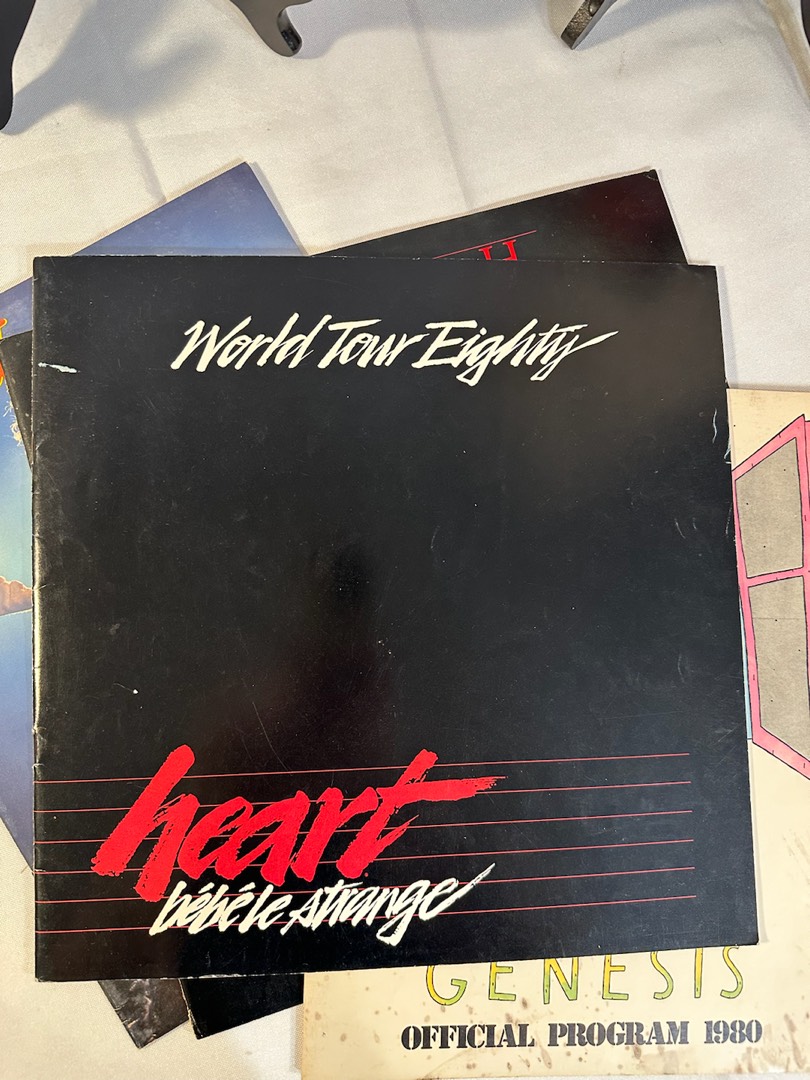 H
World Tour Eighty
heart
bébé le strange
GENESIS
OFFICIAL PROGRAM 1980